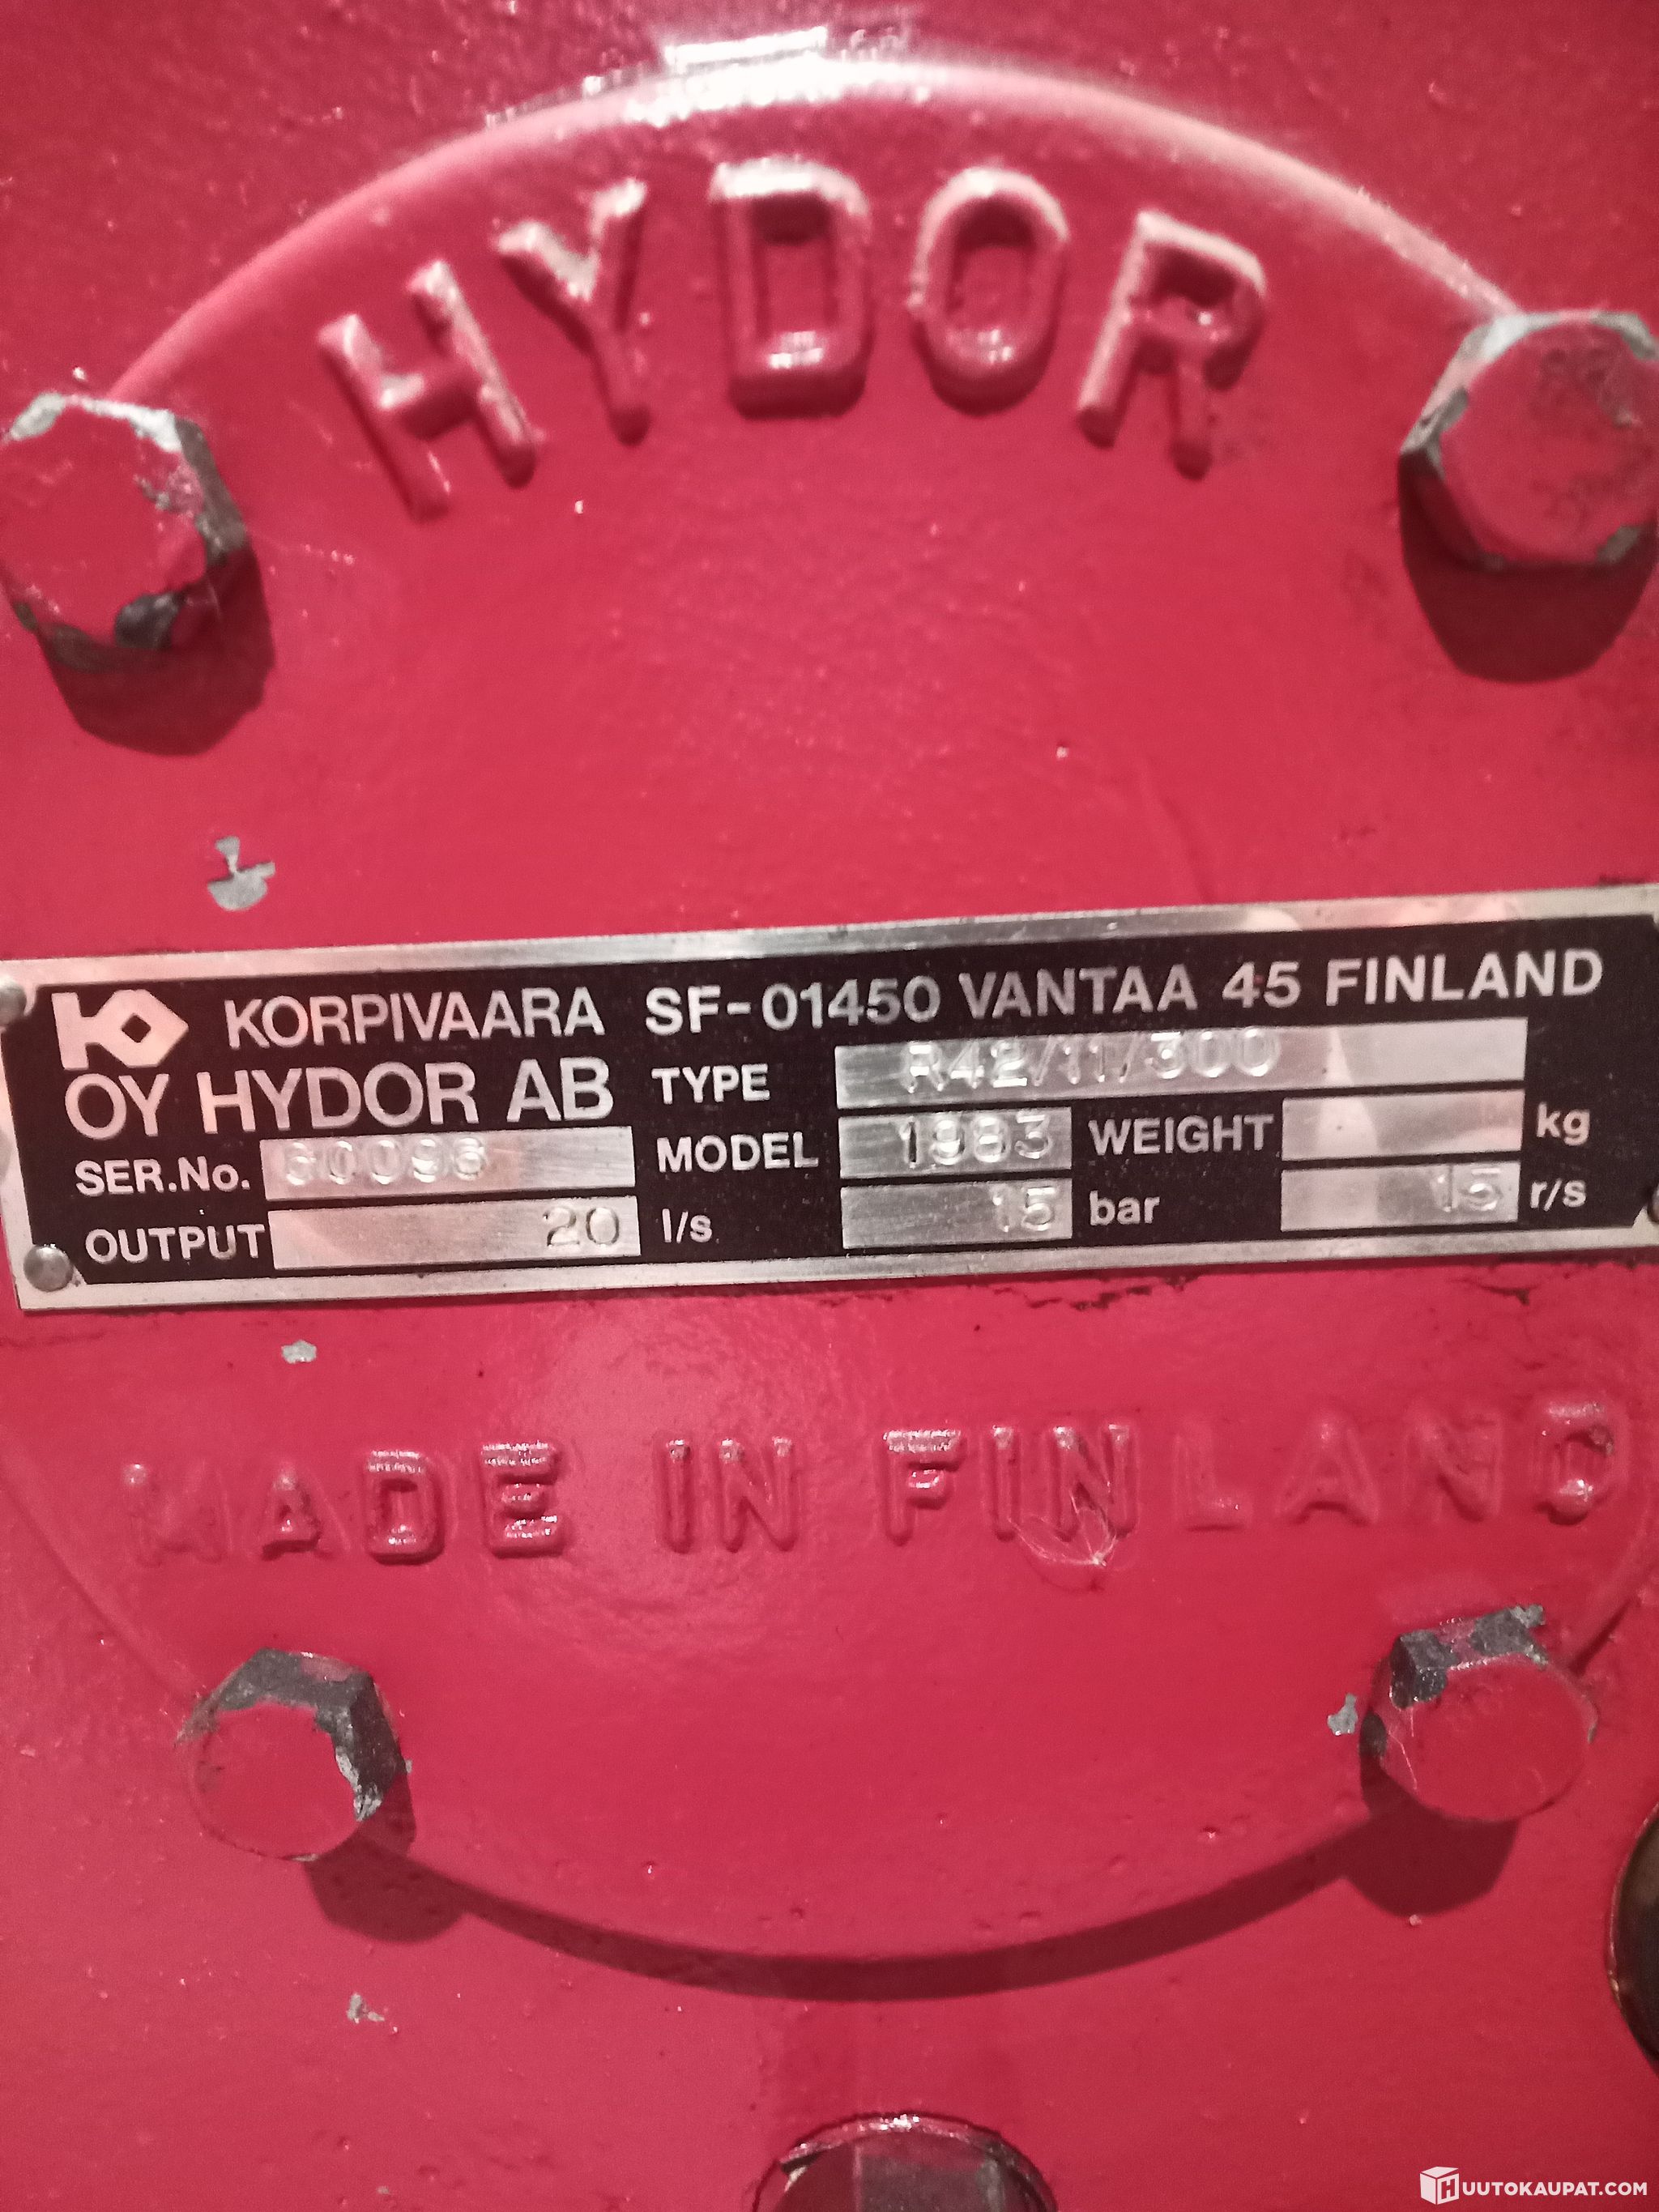 HYDOR
KORPIVAARA SF-01450 VANTAA 45 FINLAND
OY HYDOR AB TYPE R42/11/300
SER.No. MODEL 1983 WEIGHT kg
OUTPUT 20 l/s 15 bar 15 r/s
MADE IN FINLAND
HUUTOKAUPAT.COM